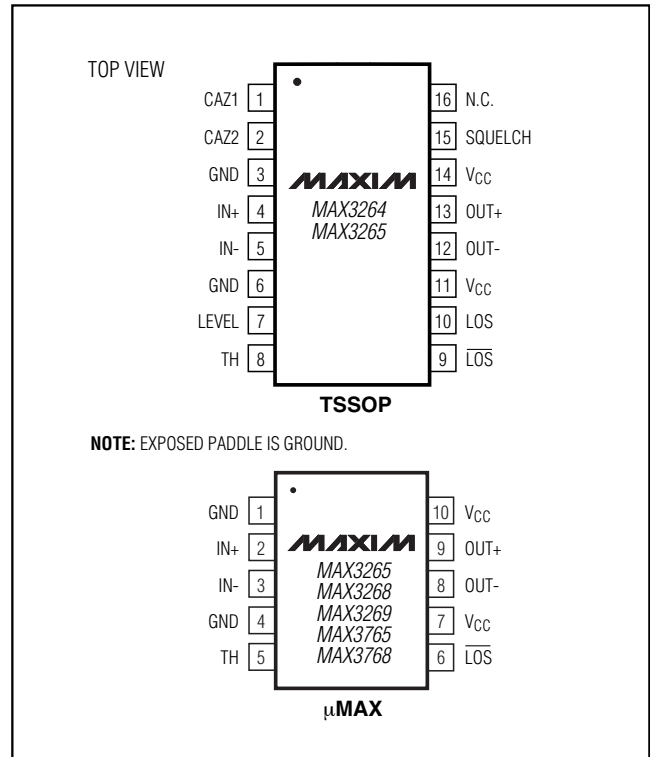 TOP VIEW
CAZ1 1
CAZ2 2
GND 3
IN+ 4
IN- 5
GND 6
LEVEL 7
TH 8
MAXIM
MAX3264
MAX3265
16 N.C.
15 SQUELCH
14 VCC
13 OUT+
12 OUT-
11 VCC
10 LOS
9 L̅O̅S̅
TSSOP
NOTE: EXPOSED PADDLE IS GROUND.
GND 1
IN+ 2
IN- 3
GND 4
TH 5
MAXIM
MAX3265
MAX3268
MAX3269
MAX3765
MAX3768
10 VCC
9 OUT+
8 OUT-
7 VCC
6 L̅O̅S̅
μMAX